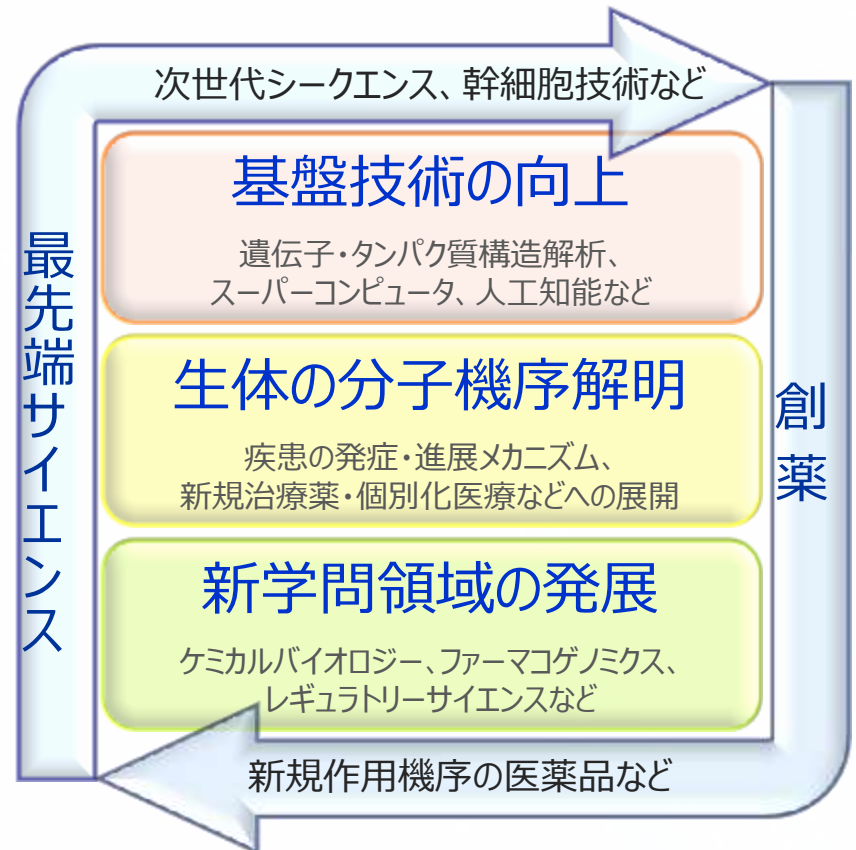 次世代シークエンス、幹細胞技術など
基盤技術の向上
遺伝子・タンパク質構造解析、
スーパーコンピュータ、人工知能など
最先端サイエンス
生体の分子機序解明
疾患の発症・進展メカニズム、
新規治療薬・個別化医療などへの展開
創薬
新学問領域の発展
ケミカルバイオロジー、ファーマコゲノミクス、
レギュラトリーサイエンスなど
新規作用機序の医薬品など